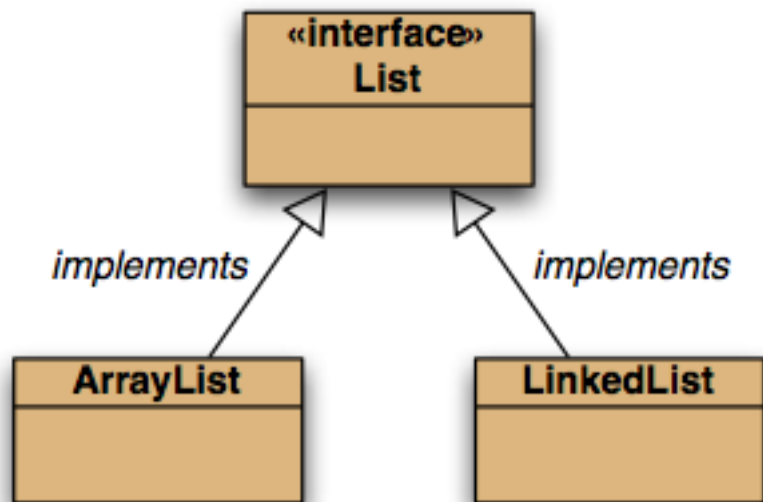 «interface»
List
implements
implements
ArrayList
LinkedList